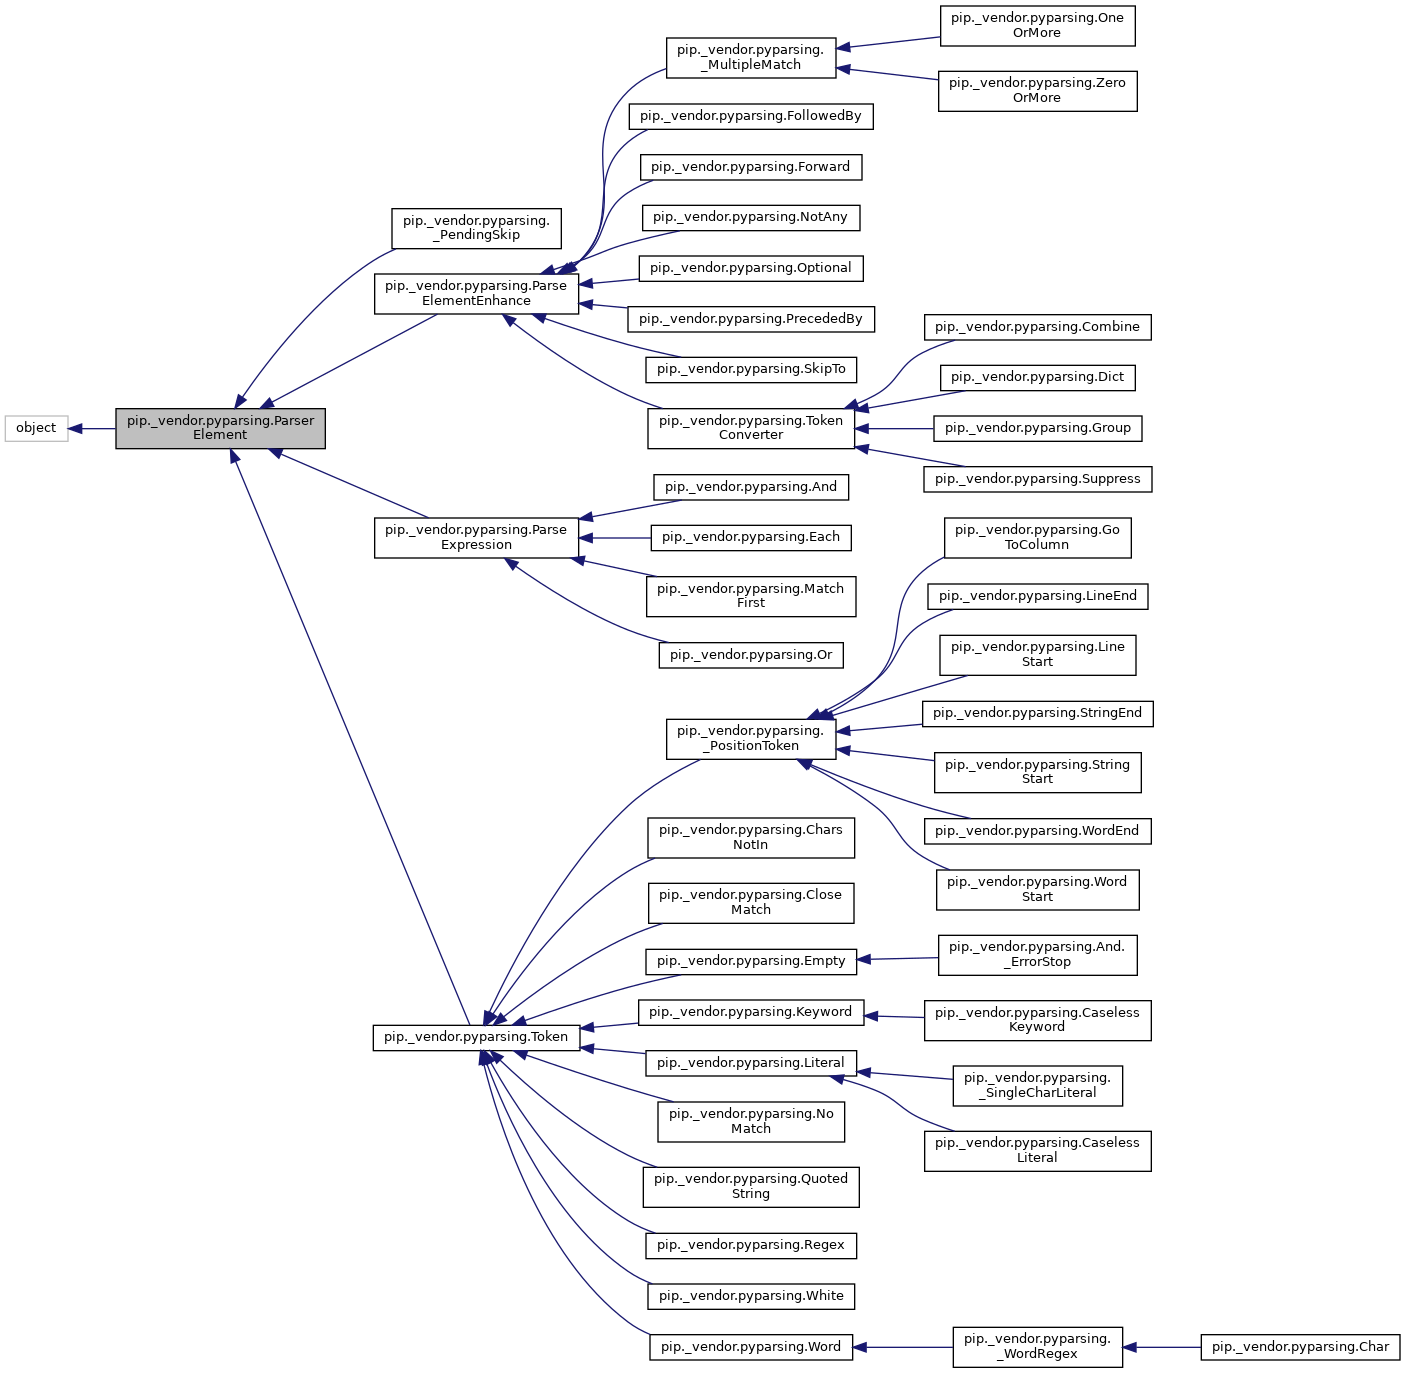 object
pip._vendor.pyparsing.Parser
Element
pip._vendor.pyparsing.
_PendingSkip
pip._vendor.pyparsing.Parse
ElementEnhance
pip._vendor.pyparsing.Parse
Expression
pip._vendor.pyparsing.Token
pip._vendor.pyparsing.
_MultipleMatch
pip._vendor.pyparsing.FollowedBy
pip._vendor.pyparsing.Forward
pip._vendor.pyparsing.NotAny
pip._vendor.pyparsing.Optional
pip._vendor.pyparsing.PrecededBy
pip._vendor.pyparsing.SkipTo
pip._vendor.pyparsing.Token
Converter
pip._vendor.pyparsing.And
pip._vendor.pyparsing.Each
pip._vendor.pyparsing.Match
First
pip._vendor.pyparsing.Or
pip._vendor.pyparsing.
_PositionToken
pip._vendor.pyparsing.Chars
NotIn
pip._vendor.pyparsing.Close
Match
pip._vendor.pyparsing.Empty
pip._vendor.pyparsing.Keyword
pip._vendor.pyparsing.Literal
pip._vendor.pyparsing.No
Match
pip._vendor.pyparsing.Quoted
String
pip._vendor.pyparsing.Regex
pip._vendor.pyparsing.White
pip._vendor.pyparsing.Word
pip._vendor.pyparsing.One
OrMore
pip._vendor.pyparsing.Zero
OrMore
pip._vendor.pyparsing.Combine
pip._vendor.pyparsing.Dict
pip._vendor.pyparsing.Group
pip._vendor.pyparsing.Suppress
pip._vendor.pyparsing.Go
ToColumn
pip._vendor.pyparsing.LineEnd
pip._vendor.pyparsing.Line
Start
pip._vendor.pyparsing.StringEnd
pip._vendor.pyparsing.String
Start
pip._vendor.pyparsing.WordEnd
pip._vendor.pyparsing.Word
Start
pip._vendor.pyparsing.And.
_ErrorStop
pip._vendor.pyparsing.Caseless
Keyword
pip._vendor.pyparsing.
_SingleCharLiteral
pip._vendor.pyparsing.Caseless
Literal
pip._vendor.pyparsing.
_WordRegex
pip._vendor.pyparsing.Char